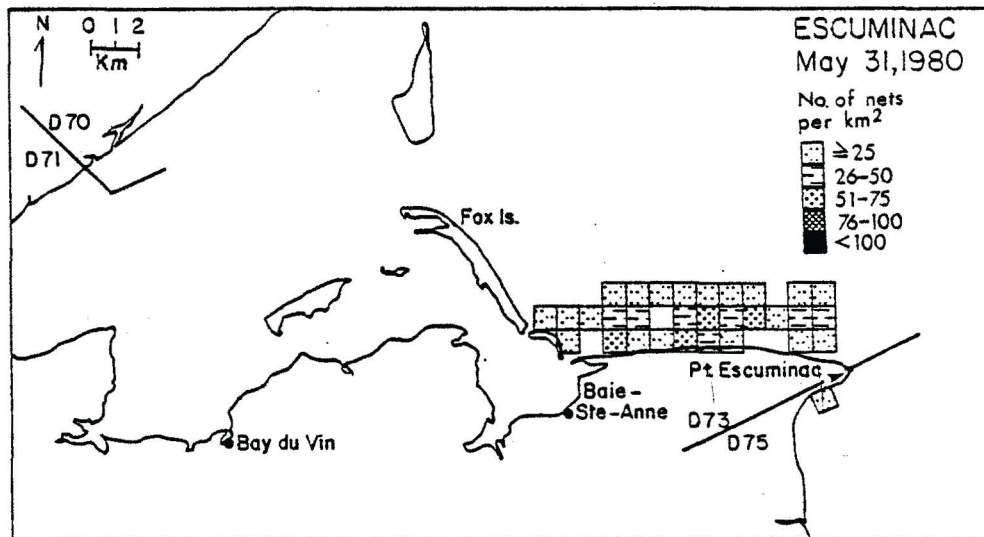 ESCUMINAC
May 31, 1980
N
0 1 2
Km
No. of nets
per km²
≧25
26-50
51-75
76-100
<100
D70
D71
Fox Is.
Pt. Escuminac
Baie-
Ste-Anne
Bay du Vin
D73
D75